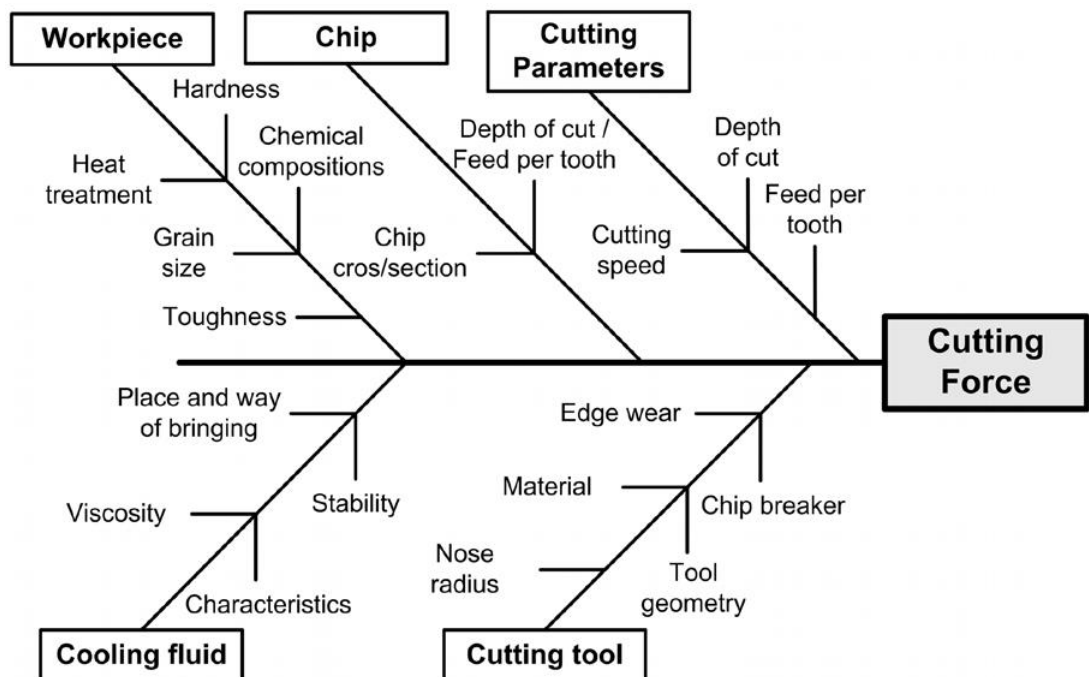 Workpiece
Chip
Cutting
Parameters
Hardness
Heat
treatment
Chemical
compositions
Grain
size
Toughness
Depth of cut /
Feed per tooth
Chip
cros/section
Depth
of cut
Feed per
tooth
Cutting
speed
Cutting
Force
Place and way
of bringing
Stability
Viscosity
Characteristics
Cooling fluid
Edge wear
Chip breaker
Material
Tool
geometry
Nose
radius
Cutting tool